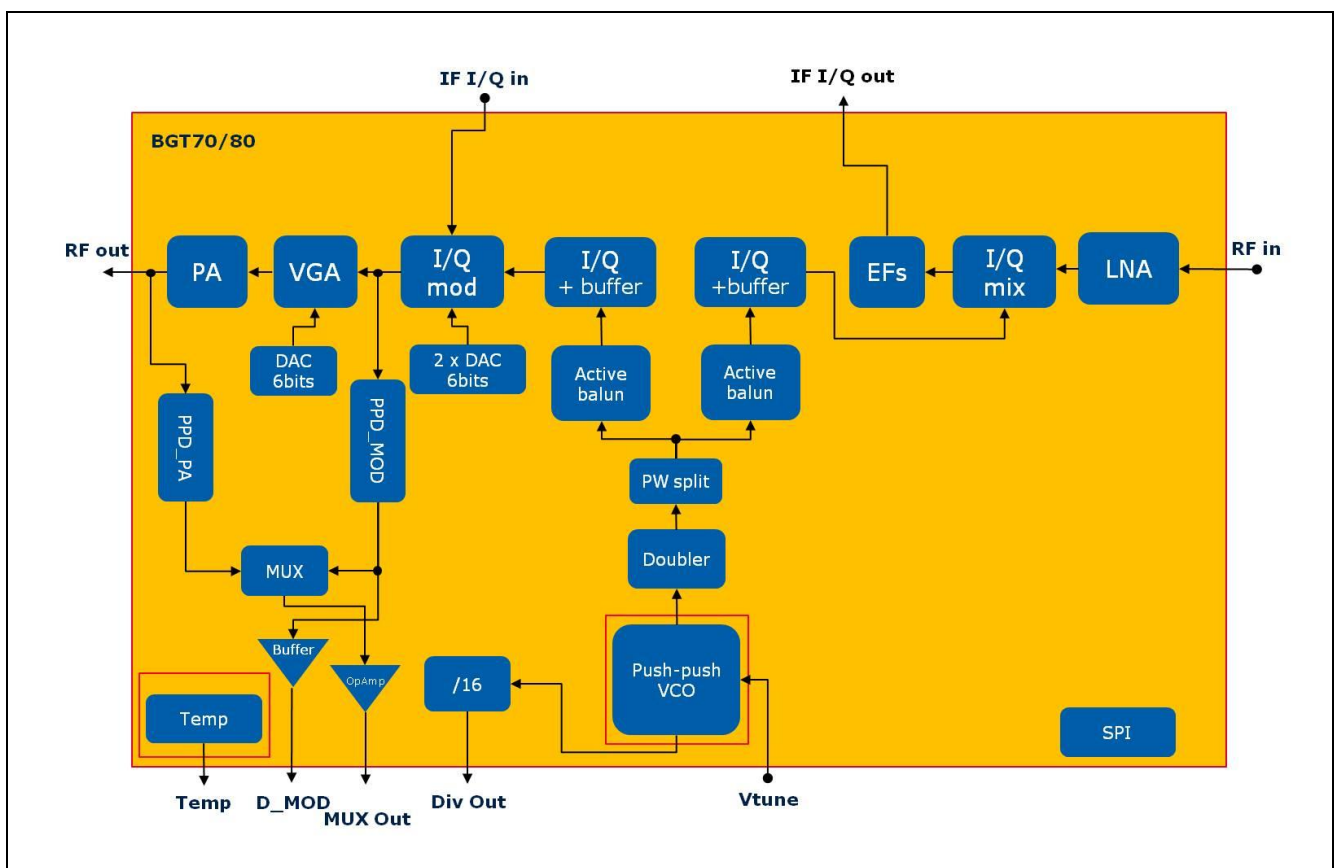 IF I/Q in
IF I/Q out
BGT70/80
RF out
PA
VGA
I/Q
mod
I/Q
+ buffer
I/Q
+buffer
EFs
I/Q
mix
LNA
RF in
DAC
6bits
2 x DAC
6bits
Active
balun
Active
balun
PPD_PA
PPD_MOD
PW split
Doubler
MUX
Buffer
OpAmp
/16
Push-push
VCO
Temp
SPI
Temp
D_MOD
MUX Out
Div Out
Vtune